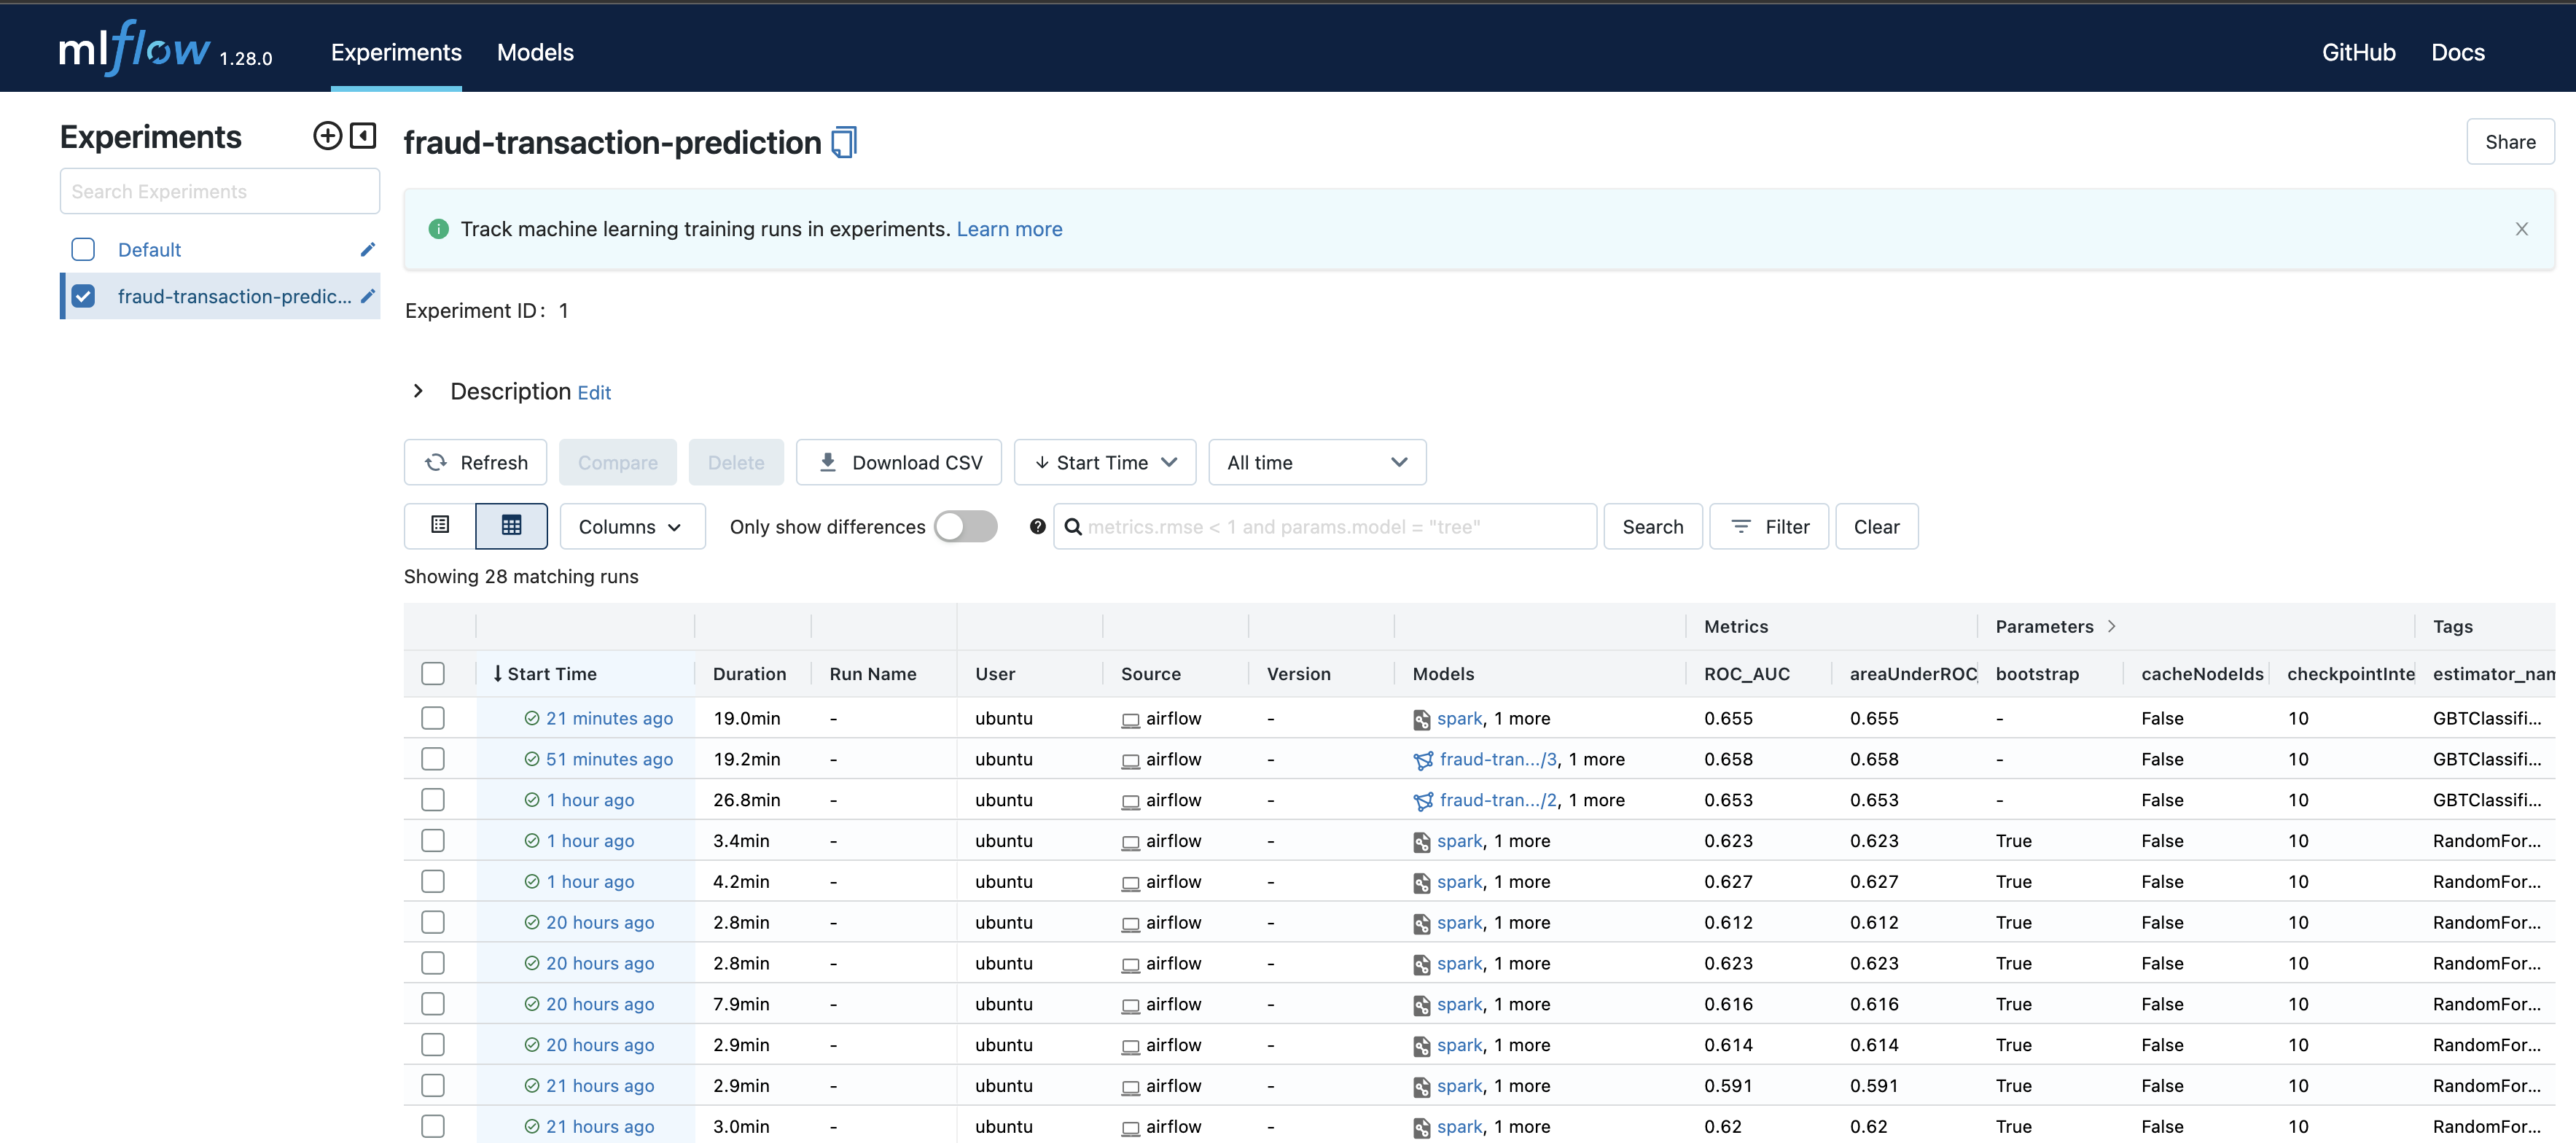 mlflow 1.28.0 Experiments Models GitHub Docs
Experiments
Search Experiments
Default
fraud-transaction-predic...
fraud-transaction-prediction
Share
Track machine learning training runs in experiments. Learn more
Experiment ID: 1
Description Edit
Refresh Compare Delete Download CSV Start Time All time
Columns Only show differences metrics.rmse < 1 and params.model = "tree" Search Filter Clear
Showing 28 matching runs
Metrics Parameters Tags
Start Time Duration Run Name User Source Version Models ROC_AUC areaUnderROC bootstrap cacheNodeIds checkpointInte estimator_nam
21 minutes ago 19.0min - ubuntu airflow - spark, 1 more 0.655 0.655 - False 10 GBTClassifi...
51 minutes ago 19.2min - ubuntu airflow - fraud-tran.../3, 1 more 0.658 0.658 - False 10 GBTClassifi...
1 hour ago 26.8min - ubuntu airflow - fraud-tran.../2, 1 more 0.653 0.653 - False 10 GBTClassifi...
1 hour ago 3.4min - ubuntu airflow - spark, 1 more 0.623 0.623 True False 10 RandomFor...
1 hour ago 4.2min - ubuntu airflow - spark, 1 more 0.627 0.627 True False 10 RandomFor...
20 hours ago 2.8min - ubuntu airflow - spark, 1 more 0.612 0.612 True False 10 RandomFor...
20 hours ago 2.8min - ubuntu airflow - spark, 1 more 0.623 0.623 True False 10 RandomFor...
20 hours ago 7.9min - ubuntu airflow - spark, 1 more 0.616 0.616 True False 10 RandomFor...
20 hours ago 2.9min - ubuntu airflow - spark, 1 more 0.614 0.614 True False 10 RandomFor...
21 hours ago 2.9min - ubuntu airflow - spark, 1 more 0.591 0.591 True False 10 RandomFor...
21 hours ago 3.0min - ubuntu airflow - spark, 1 more 0.62 0.62 True False 10 RandomFor...